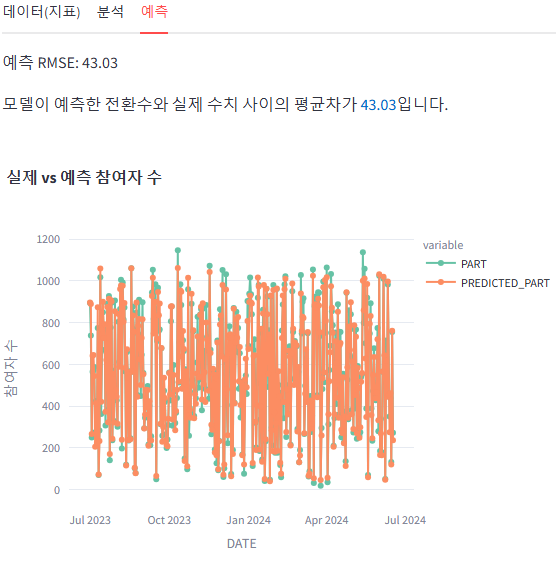 데이터(지표) 분석 예측
예측 RMSE: 43.03
모델이 예측한 전환수와 실제 수치 사이의 평균차가 43.03입니다.
실제 vs 예측 참여자 수
variable
PART
PREDICTED_PART
참여자 수
1200
1000
800
600
400
200
0
Jul 2023 Oct 2023 Jan 2024 Apr 2024 Jul 2024
DATE